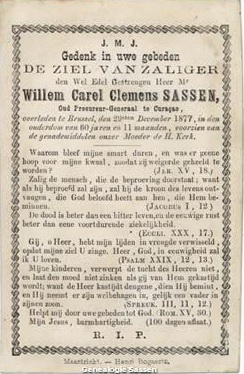 J. M. J.
Gedenk in uwe gebeden
DE ZIEL VAN ZALIGER
den Wel Edel Gestrengen Heer Mr
Willem Carel Clemens SASSEN,
Oud Procureur-Generaal te Curaçao,
overleden te Brussel, den 29sten December 1877, in den
ouderdom van 60 jaren en 11 maanden, voorzien van
de genademiddelen onzer Moeder de H. Kerk.
Waarom bleef mijne smart duren, en was er geene
hoop voor mijne kwaal, zoodat zij weigerde geheeld te
worden? (JER. XV, 18.)
Zalig de mensch, die de beproeving doorstaat; want
als hij beproefd zal zijn, zal hij de kroon des levens ont-
vangen, die God beloofd heeft aan hen, die Hem be-
minnen. (JACOBUS I, 12.)
De dood is beter dan een bitter leven, en de eeuwige rust
beter dan eene voortdurende ziekelijkheid.
(ECCLI. XXX, 17.)
Gij, o Heer, hebt mijn lijden in vreugde verwisseld
opdat mijne ziel U zinge. Heer, God, in eeuwigheid zal
ik U loven. (PSALM XXIX, 12, 13.)
Mijne kinderen, verwerpt de tucht des Heeren niet,
en laat den moed niet zinken als gij van Hem gekastijd
wordt; want de Heer kastijdt dengene, dien Hij bemint
en Hij neemt er zijn welbehagen in, gelijk een vader in
zijnen zoon. (SPREUK. III, 11, 12.)
Helpt mij door uwe gebeden tot God. (ROM. XV, 30.)
Mijn Jesus, barmhartigheid. (100 dagen aflaat.)
R. I. P.
Maastricht. — Henri Bogaerts.
Genealogie Sassen